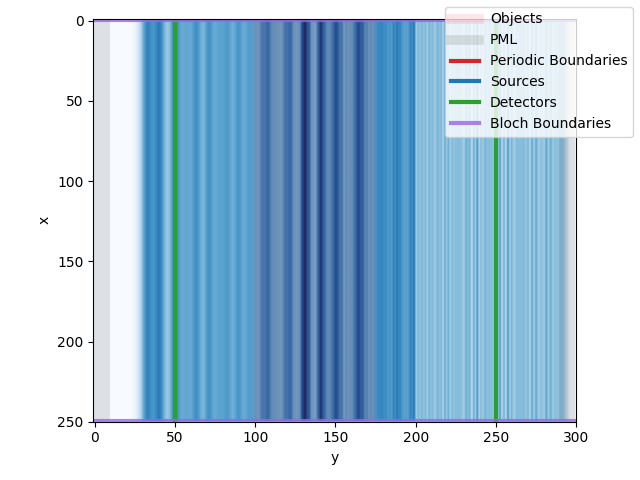 Objects
PML
Periodic Boundaries
Sources
Detectors
Bloch Boundaries
0
50
100
150
200
250
x
0 50 100 150 200 250 300
y